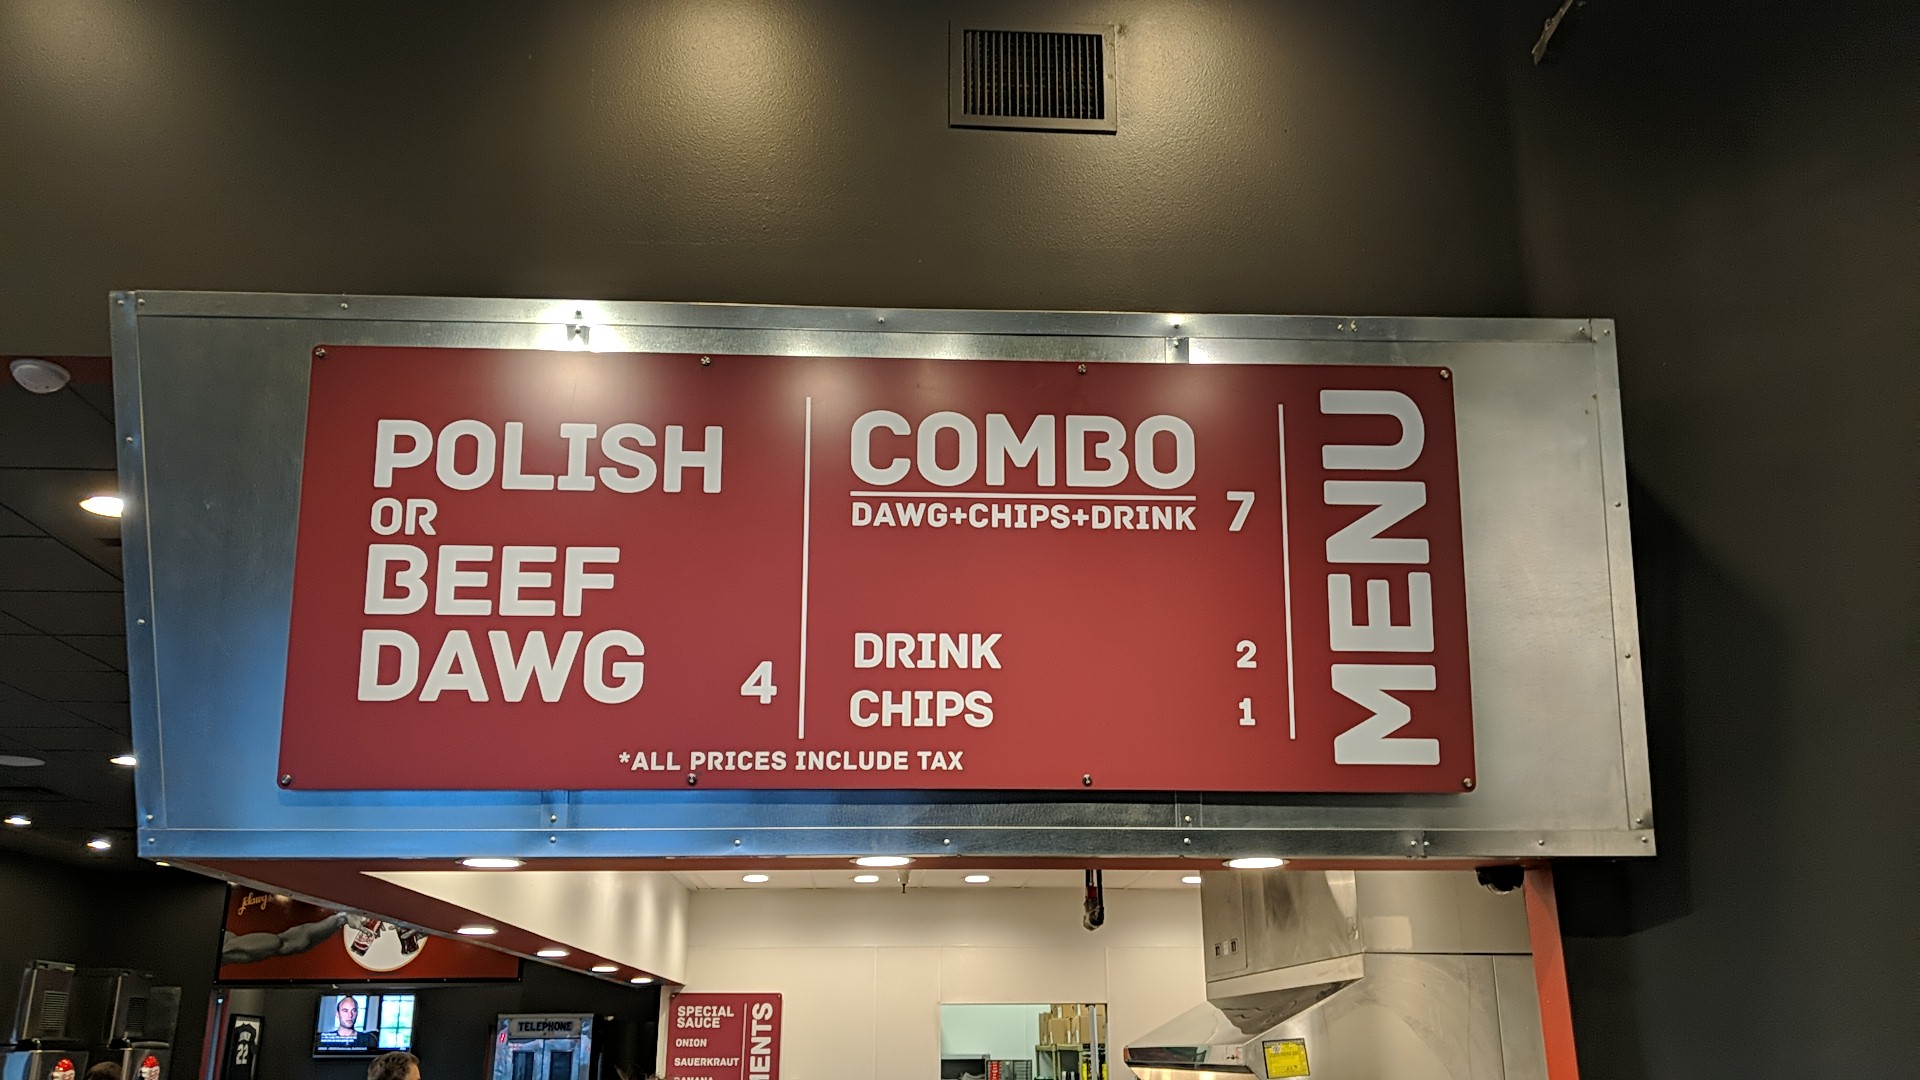 POLISH
OR
BEEF
DAWG 4
COMBO
DAWG+CHIPS+DRINK 7
DRINK 2
CHIPS 1
*ALL PRICES INCLUDE TAX
MENU
TELEPHONE
22
SPECIAL
SAUCE
ONION
SAUERKRAUT